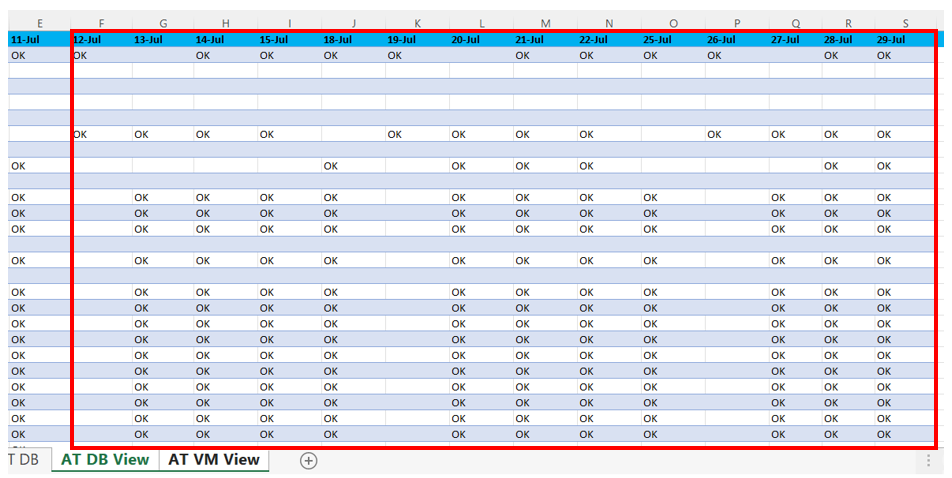 E F G H I J K L M N O P Q R S
11-Jul 12-Jul 13-Jul 14-Jul 15-Jul 18-Jul 19-Jul 20-Jul 21-Jul 22-Jul 25-Jul 26-Jul 27-Jul 28-Jul 29-Jul
OK OK OK OK OK OK OK OK OK OK OK OK
OK OK OK OK OK OK OK OK OK OK OK OK
OK OK OK OK OK OK OK
OK OK OK OK OK OK OK OK OK OK OK OK
OK OK OK OK OK OK OK OK OK OK OK OK
OK OK OK OK OK OK OK OK OK OK OK OK
OK OK OK OK OK OK OK OK OK OK OK OK
OK OK OK OK OK OK OK OK OK OK OK OK
OK OK OK OK OK OK OK OK OK OK OK OK
OK OK OK OK OK OK OK OK OK OK OK OK
OK OK OK OK OK OK OK OK OK OK OK OK
OK OK OK OK OK OK OK OK OK OK OK OK
OK OK OK OK OK OK OK OK OK OK OK OK
OK OK OK OK OK OK OK OK OK OK OK OK
OK OK OK OK OK OK OK OK OK OK OK OK
OK OK OK OK OK OK OK OK OK OK OK OK
OK OK OK OK OK OK OK OK OK OK OK OK
T DB AT DB View AT VM View